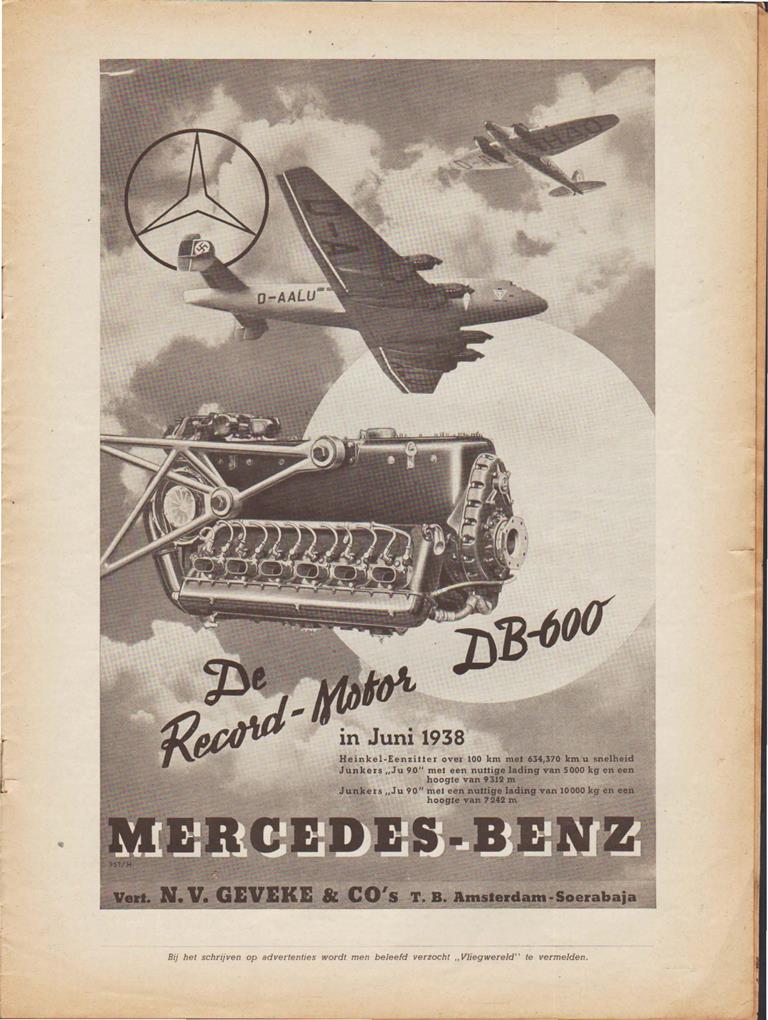 D-A
D-AALU
De
Record-Motor DB-600
in Juni 1938
Heinkel-Eenzitter over 100 km met 634,370 km/u snelheid
Junkers „Ju 90" met een nuttige lading van 5000 kg en een
hoogte van 9312 m
Junkers „Ju 90" met een nuttige lading van 10000 kg en een
hoogte van 7242 m
MERCEDES-BENZ
Vert. N.V. GEVEKE & CO's T. B. Amsterdam-Soerabaja
Bij het schrijven op advertenties wordt men beleefd verzocht „Vliegwereld" te vermelden.